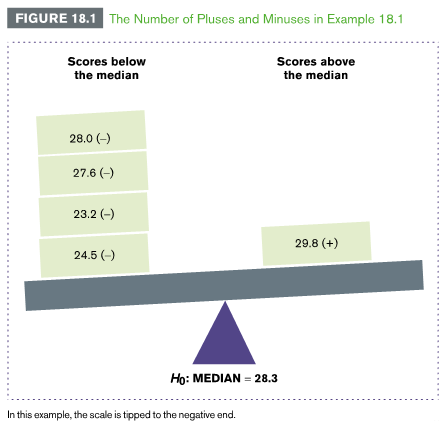 FIGURE 18.1 The Number of Pluses and Minuses in Example 18.1
Scores below
the median
Scores above
the median
28.0 (–)
27.6 (–)
23.2 (–)
24.5 (–)
29.8 (+)
H0: MEDIAN = 28.3
In this example, the scale is tipped to the negative end.